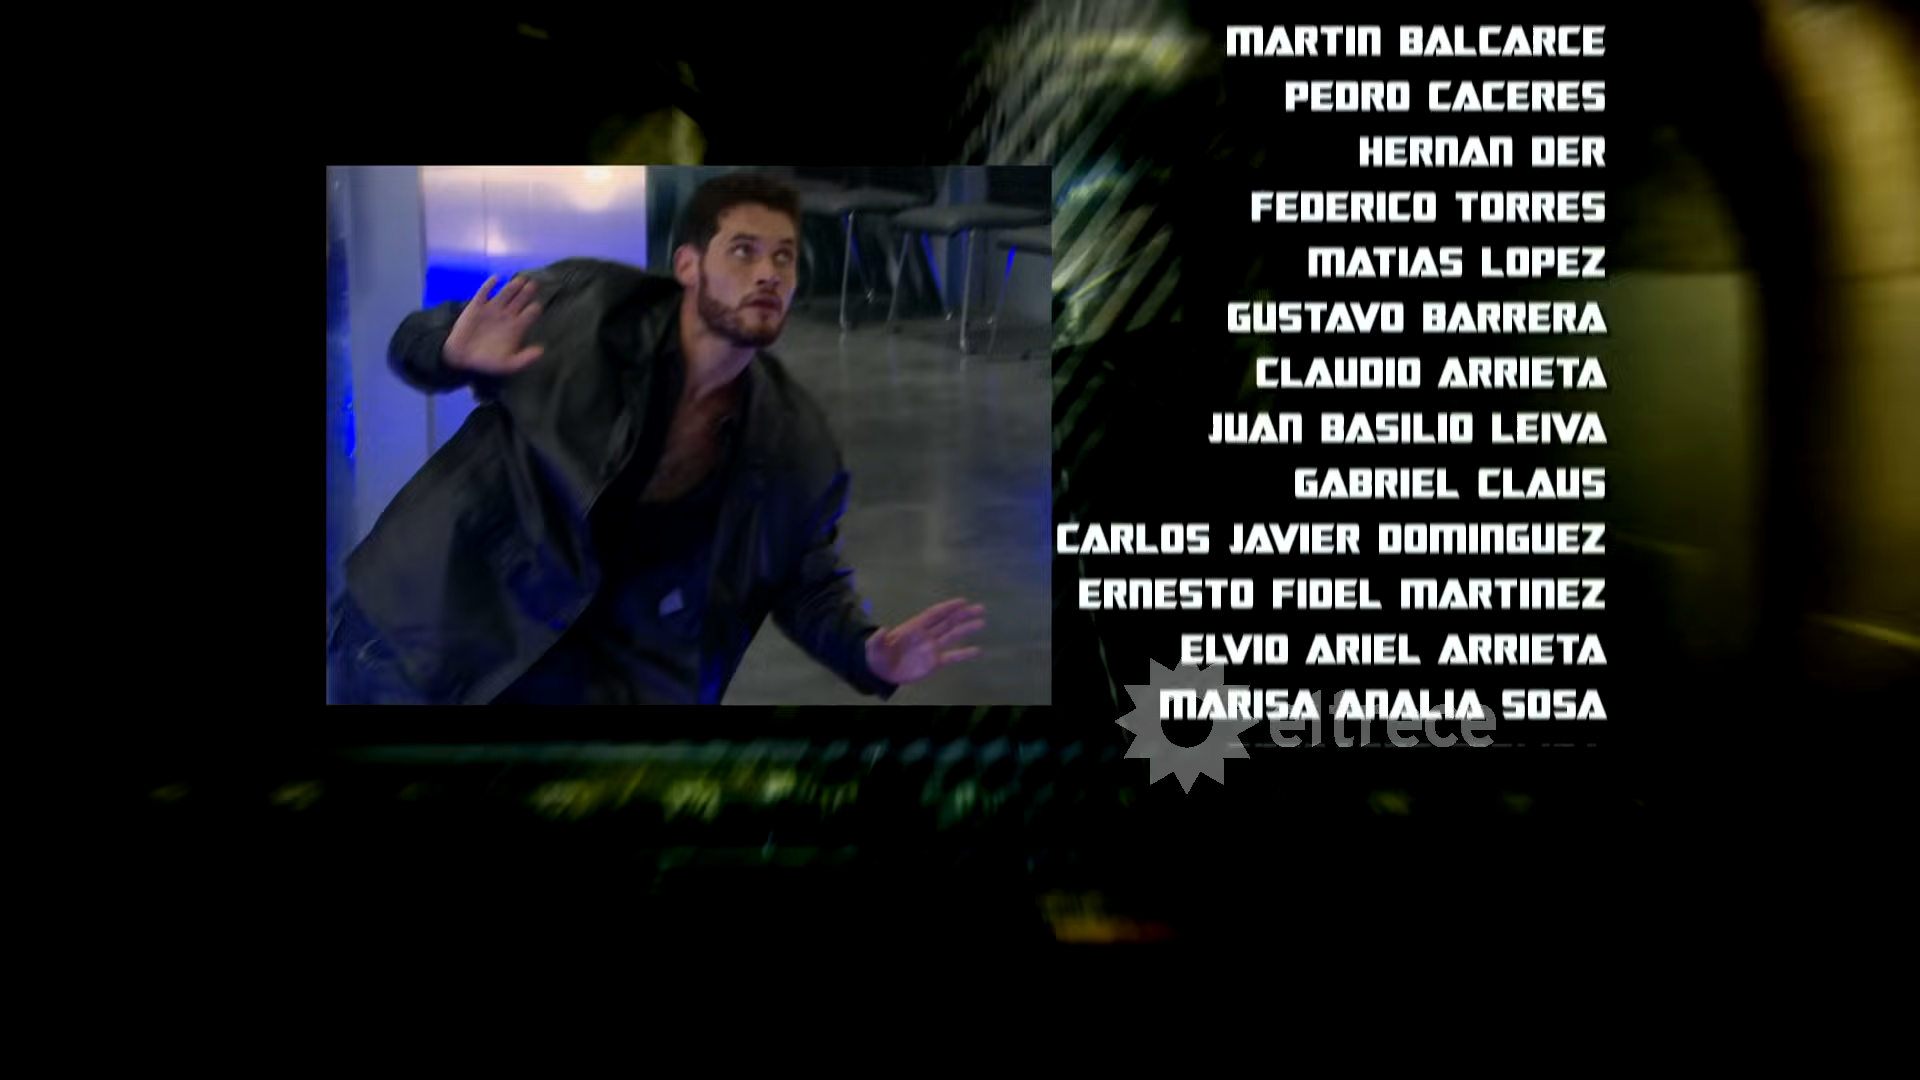 MARTIN BALCARCE
PEDRO CACERES
HERNAN DER
FEDERICO TORRES
MATIAS LOPEZ
GUSTAVO BARRERA
CLAUDIO ARRIETA
JUAN BASILIO LEIVA
GABRIEL CLAUS
CARLOS JAVIER DOMINGUEZ
ERNESTO FIDEL MARTINEZ
ELVIO ARIEL ARRIETA
MARISA ANALIA SOSA
eltrece